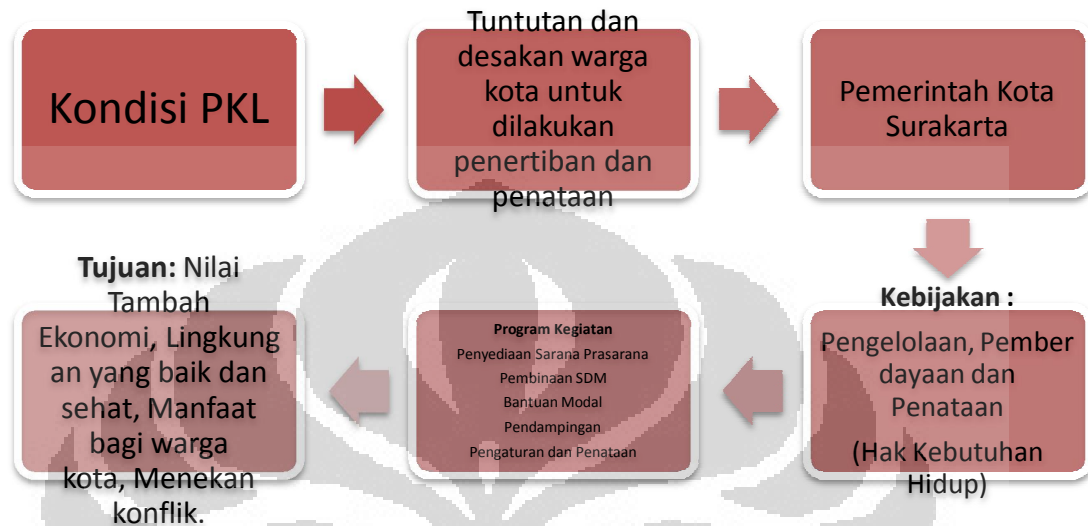 Kondisi PKL
Tuntutan dan
desakan warga
kota untuk
dilakukan
penertiban dan
penataan
Pemerintah Kota
Surakarta
Kebijakan :
Pengelolaan, Pember
dayaan dan
Penataan
(Hak Kebutuhan
Hidup)
Program Kegiatan
Penyediaan Sarana Prasarana
Pembinaan SDM
Bantuan Modal
Pendampingan
Pengaturan dan Penataan
Tujuan: Nilai
Tambah
Ekonomi, Lingkung
an yang baik dan
sehat, Manfaat
bagi warga
kota, Menekan
konflik.